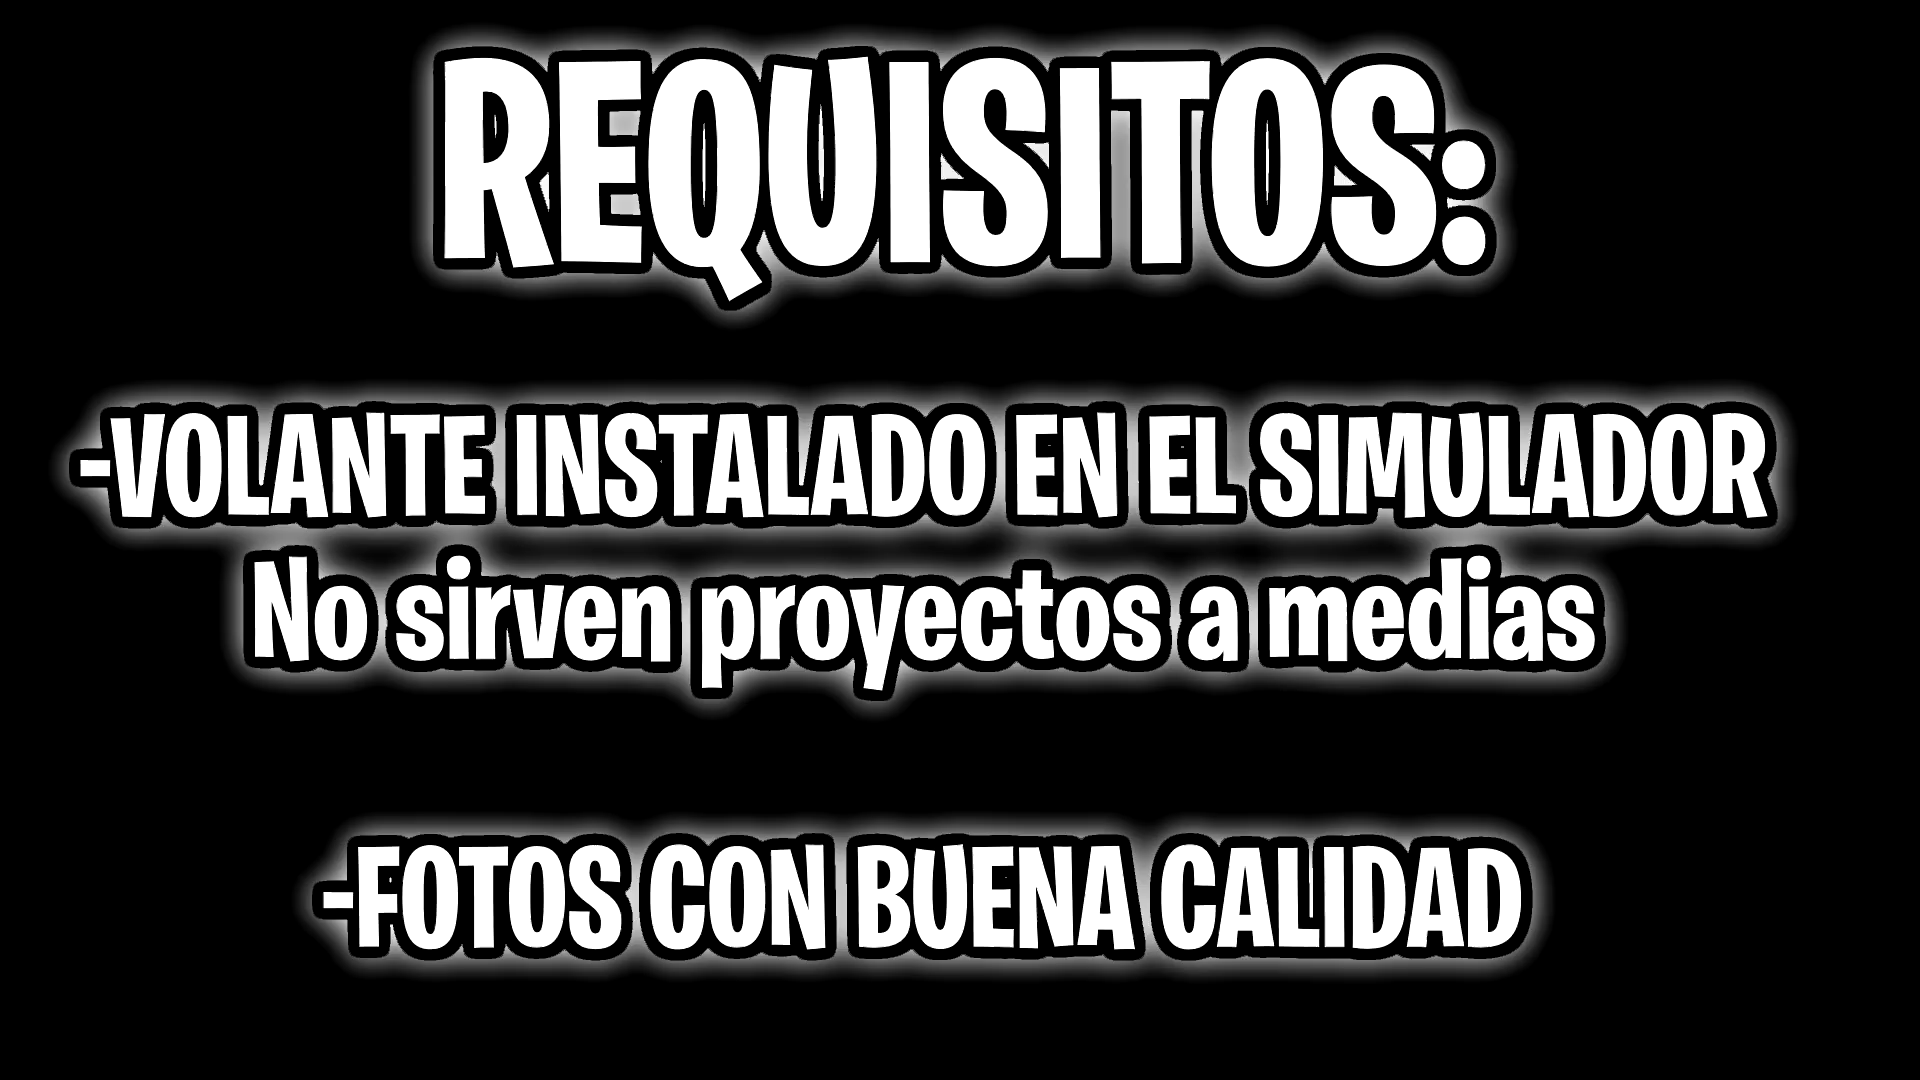 REQUISITOS:
-VOLANTE INSTALADO EN EL SIMULADOR
No sirven proyectos a medias
-FOTOS CON BUENA CALIDAD